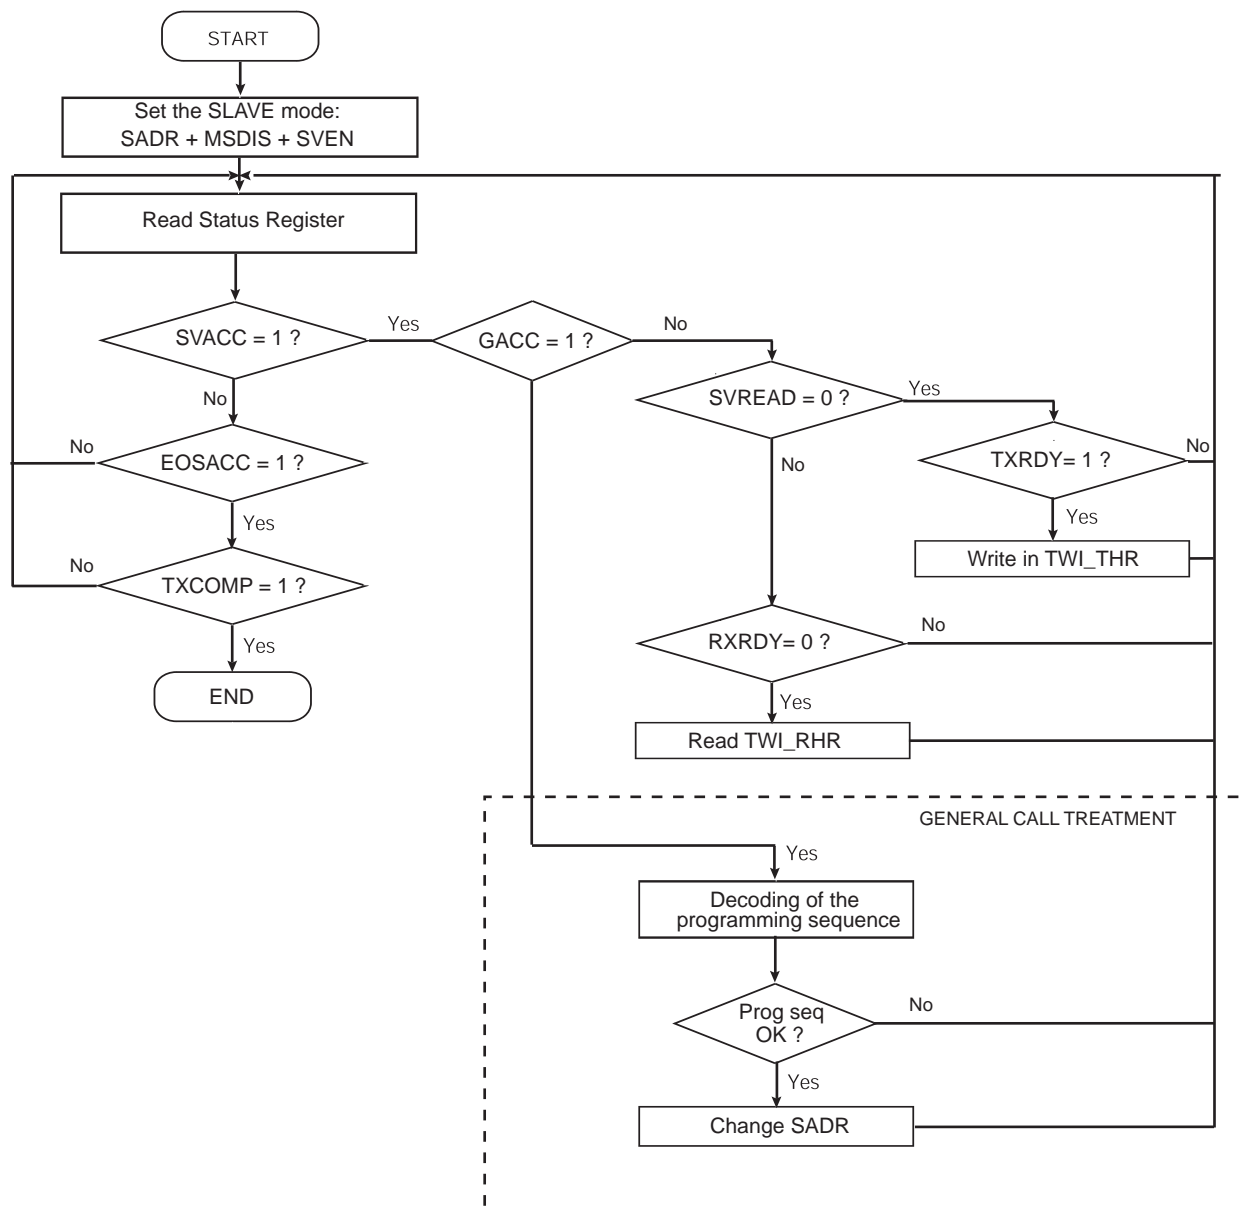 START
Set the SLAVE mode:
SADR + MSDIS + SVEN
Read Status Register
SVACC = 1 ?
Yes
GACC = 1 ?
No
SVREAD = 0 ?
Yes
No
EOSACC = 1 ?
No
TXRDY= 1 ?
No
No
Yes
Yes
Write in TWI_THR
TXCOMP = 1 ?
No
Yes
RXRDY= 0 ?
No
END
Yes
Read TWI_RHR
GENERAL CALL TREATMENT
Yes
Decoding of the
programming sequence
Prog seq
OK ?
No
Yes
Change SADR